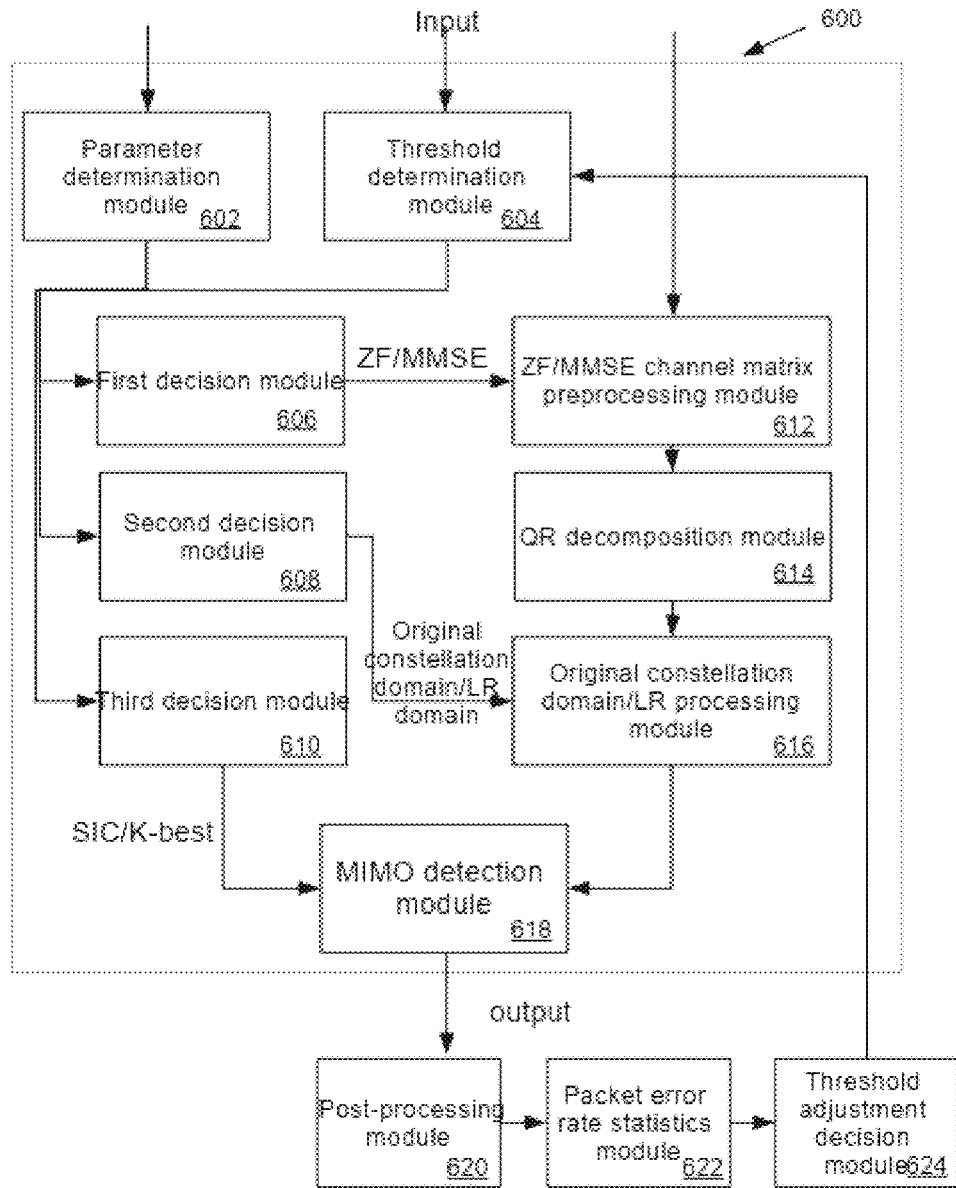 Input
600
Parameter
determination
module
602
Threshold
determination
module
604
First decision module
606
ZF/MMSE
ZF/MMSE channel matrix
preprocessing module
612
Second decision
module
608
QR decomposition module
614
Original
constellation
domain/LR
domain
Third decision module
610
Original constellation
domain/LR processing
module
616
SIC/K-best
MIMO detection
module
618
output
Post-processing
module
620
Packet error
rate statistics
module
622
Threshold
adjustment
decision
module624